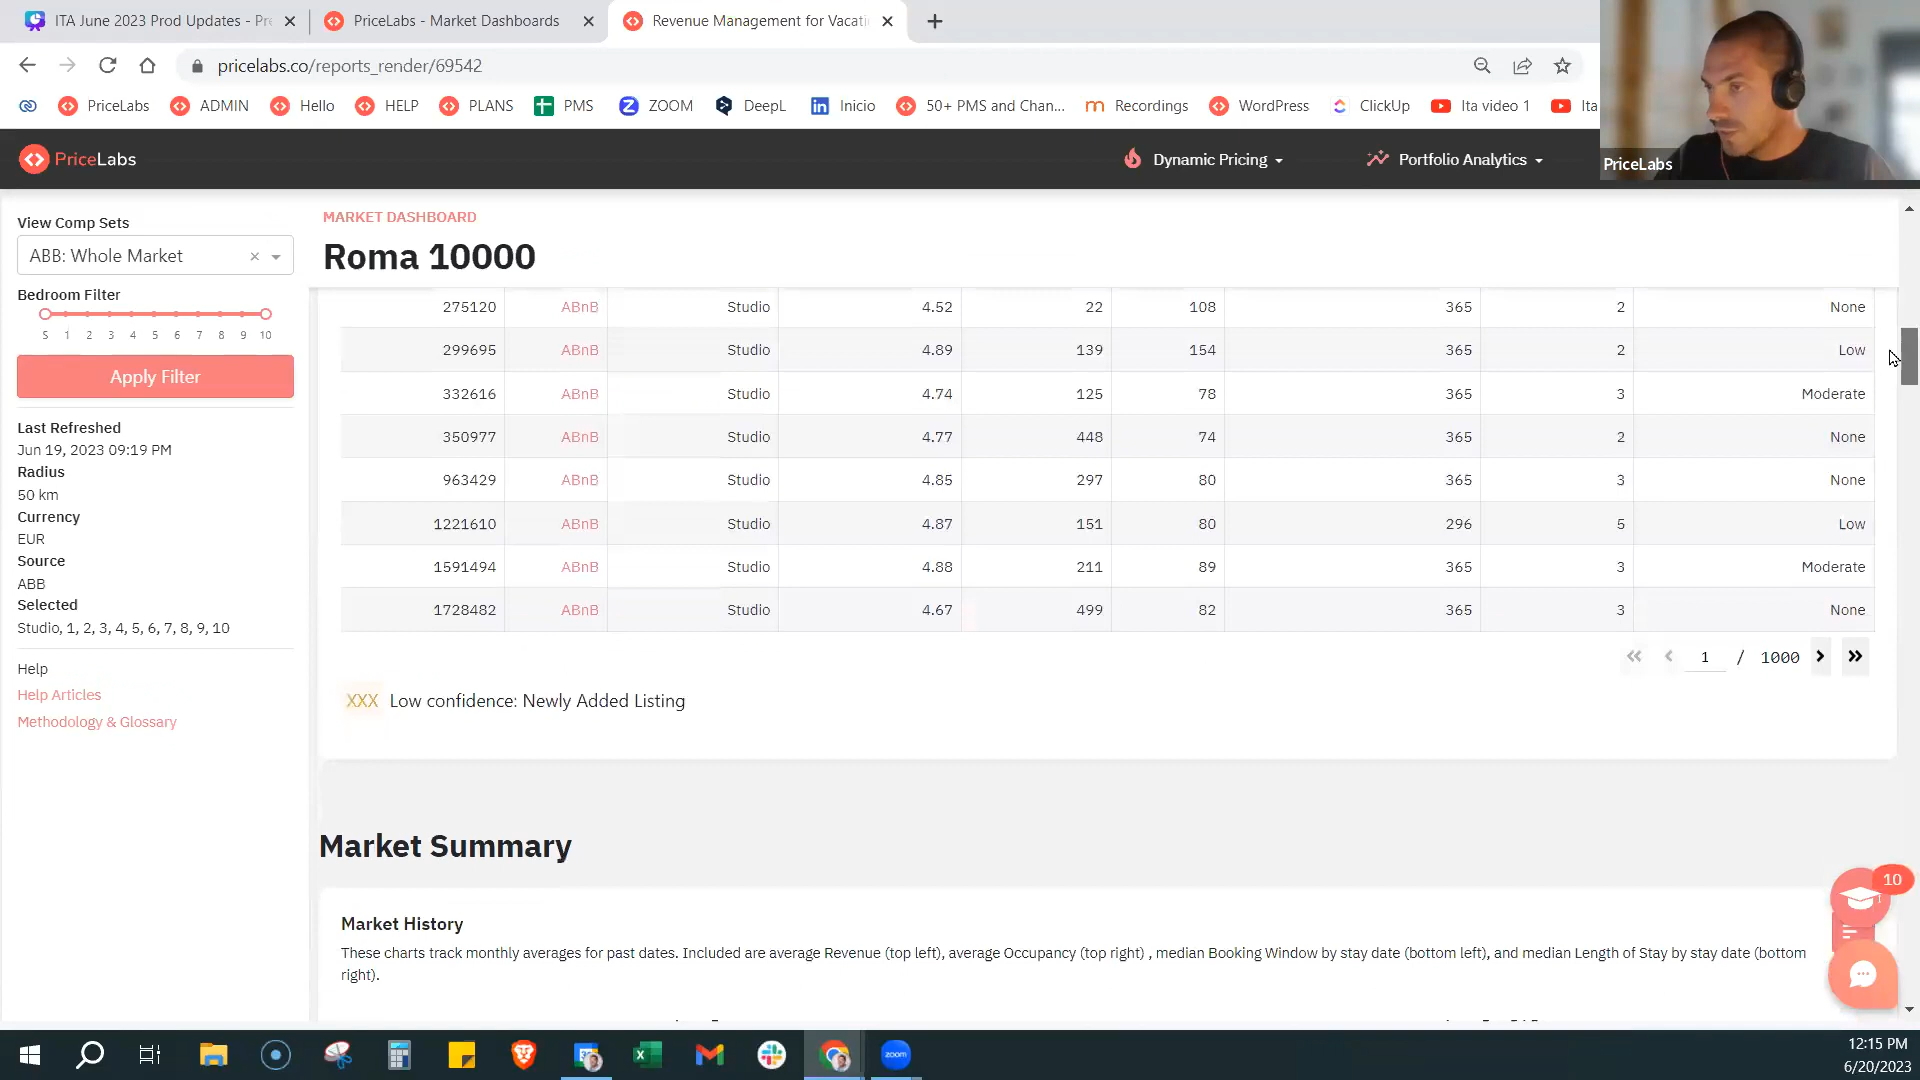 ITA June 2023 Prod Updates - Pr
PriceLabs - Market Dashboards
Revenue Management for Vacati
pricelabs.co/reports_render/69542
PriceLabs
ADMIN
Hello
HELP
PLANS
PMS
ZOOM
DeepL
Inicio
50+ PMS and Chan...
Recordings
WordPress
ClickUp
Ita video 1
Ita
PriceLabs
Dynamic Pricing
Portfolio Analytics
PriceLabs
View Comp Sets
ABB: Whole Market
Bedroom Filter
S 1 2 3 4 5 6 7 8 9 10
Apply Filter
Last Refreshed
Jun 19, 2023 09:19 PM
Radius
50 km
Currency
EUR
Source
ABB
Selected
Studio, 1, 2, 3, 4, 5, 6, 7, 8, 9, 10
Help
Help Articles
Methodology & Glossary
MARKET DASHBOARD
Roma 10000
275120 ABnB Studio 4.52 22 108 365 2 None
299695 ABnB Studio 4.89 139 154 365 2 Low
332616 ABnB Studio 4.74 125 78 365 3 Moderate
350977 ABnB Studio 4.77 448 74 365 2 None
963429 ABnB Studio 4.85 297 80 365 3 None
1221610 ABnB Studio 4.87 151 80 296 5 Low
1591494 ABnB Studio 4.88 211 89 365 3 Moderate
1728482 ABnB Studio 4.67 499 82 365 3 None
1 / 1000
XXX Low confidence: Newly Added Listing
Market Summary
Market History
These charts track monthly averages for past dates. Included are average Revenue (top left), average Occupancy (top right) , median Booking Window by stay date (bottom left), and median Length of Stay by stay date (bottom
right).
10
zoom
12:15 PM
6/20/2023